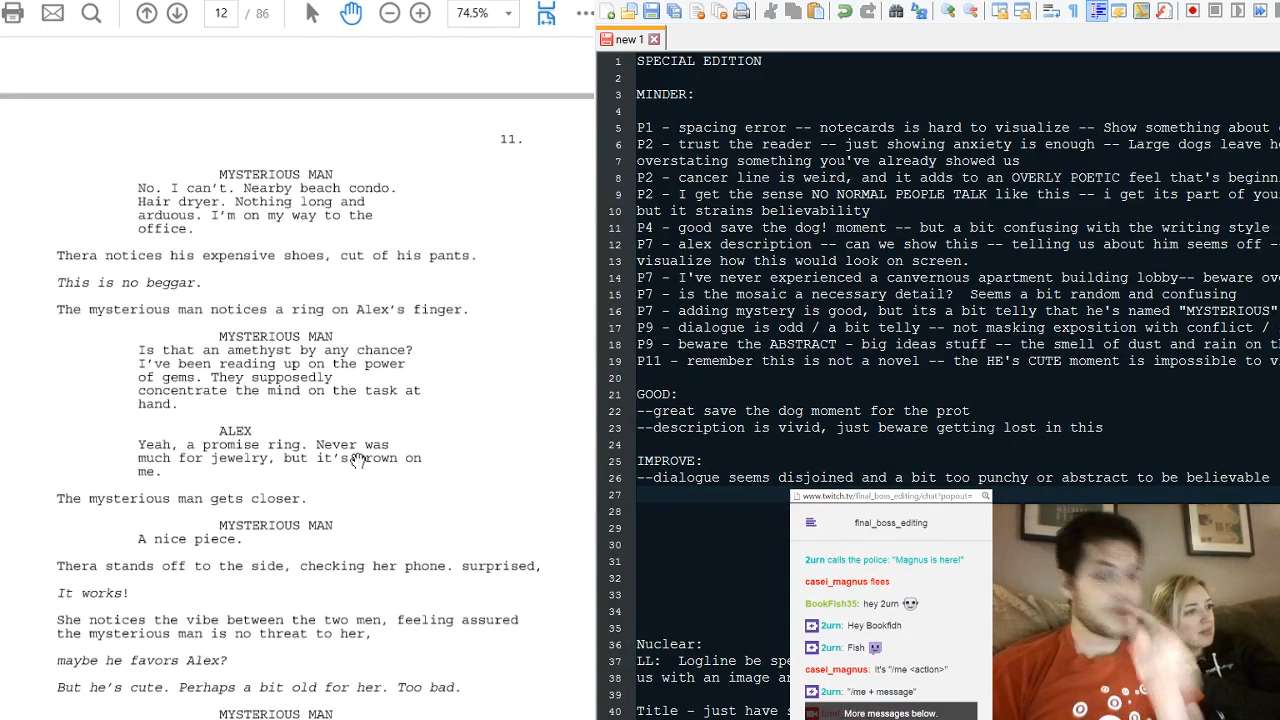 12 / 86
74.5%
11.
MYSTERIOUS MAN
No. I can't. Nearby beach condo.
Hair dryer. Nothing long and
arduous. I'm on my way to the
office.
Thera notices his expensive shoes, cut of his pants.
This is no beggar.
The mysterious man notices a ring on Alex's finger.
MYSTERIOUS MAN
Is that an amethyst by any chance?
I've been reading up on the power
of gems. They supposedly
concentrate the mind on the task at
hand.
ALEX
Yeah, a promise ring. Never was
much for jewelry, but it's grown on
me.
The mysterious man gets closer.
MYSTERIOUS MAN
A nice piece.
Thera stands off to the side, checking her phone. surprised,
It works!
She notices the vibe between the two men, feeling assured
the mysterious man is no threat to her,
maybe he favors Alex?
But he's cute. Perhaps a bit old for her. Too bad.
MYSTERIOUS MAN
new 1
1 SPECIAL EDITION
2
3 MINDER:
4
5 P1 - spacing error -- notecards is hard to visualize -- Show something about
6 P2 - trust the reader -- just showing anxiety is enough -- Large dogs leave
7 overstating something you've already showed us
8 P2 - cancer line is weird, and it adds to an OVERLY POETIC feel that's
9 P2 - I get the sense NO NORMAL PEOPLE TALK like this -- i get its part of
10 but it strains believability
11 P4 - good save the dog! moment -- but a bit confusing with the writing style
12 P7 - alex description -- can we show this -- telling us about him seems off -
13 visualize how this would look on screen.
14 P7 - I've never experienced a canvernous apartment building lobby-- beware
15 P7 - is the mosaic a necessary detail? Seems a bit random and confusing
16 P7 - adding mystery is good, but its a bit telly that he's named "MYSTERIOUS"
17 P9 - dialogue is odd / a bit telly -- not masking exposition with conflict /
18 P9 - beware the ABSTRACT - big ideas stuff -- the smell of dust and rain on
19 P11 - remember this is not a novel -- the HE's CUTE moment is impossible to
20
21 GOOD:
22 --great save the dog moment for the prot
23 --description is vivid, just beware getting lost in this
24
25 IMPROVE:
26 --dialogue seems disjoined and a bit too punchy or abstract to be believable
27
28
29
30
31
32
33
34
35
36 Nuclear:
37 LL: Logline be
38 us with an image
39
40 Title - just have
www.twitch.tv/final_boss_editing/chat?popout=
final_boss_editing
2urn calls the police: "Magnus is here!"
casei_magnus flees
BookFish35: hey 2urn
2urn: Hey Bookfidh
2urn: Fish
casei_magnus: It's "/me <action>"
2urn: "/me + message"
More messages below.